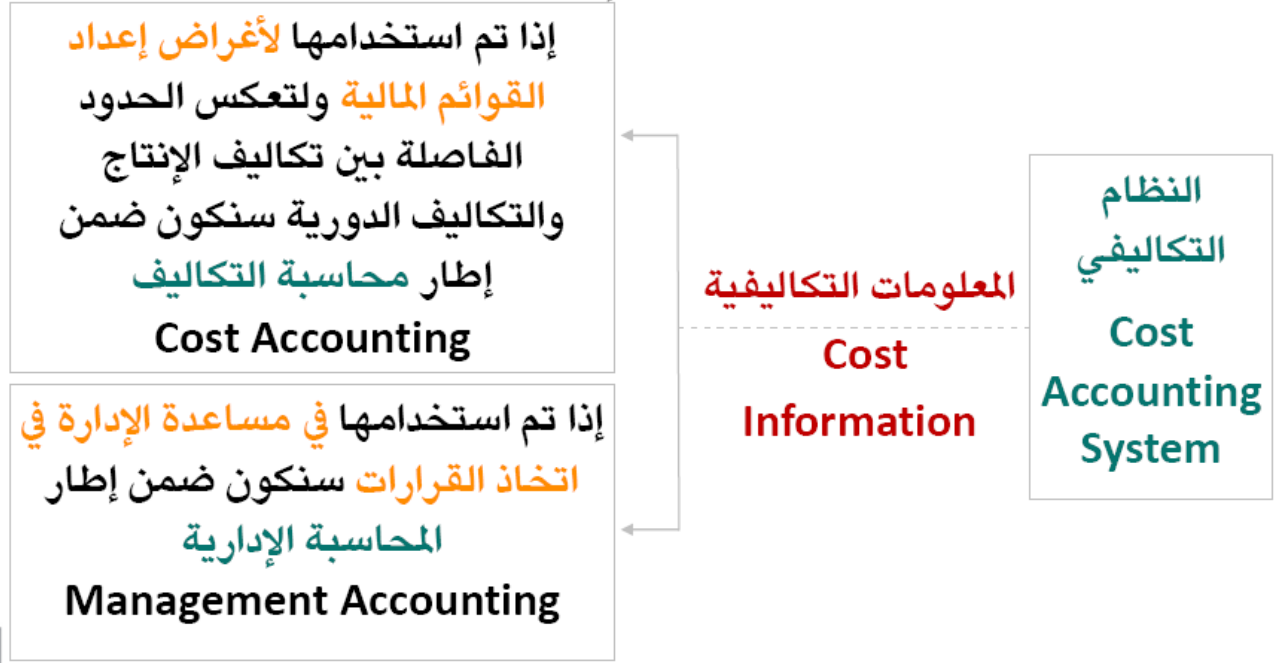 النظام
التكاليفي
Cost
Accounting
System
المعلومات التكاليفية
Cost
Information
إذا تم استخدامها لأغراض إعداد
القوائم المالية ولتعكس الحدود
الفاصلة بين تكاليف الإنتاج
والتكاليف الدورية سنكون ضمن
إطار محاسبة التكاليف
Cost Accounting
إذا تم استخدامها في مساعدة الإدارة في
اتخاذ القرارات سنكون ضمن إطار
المحاسبة الإدارية
Management Accounting